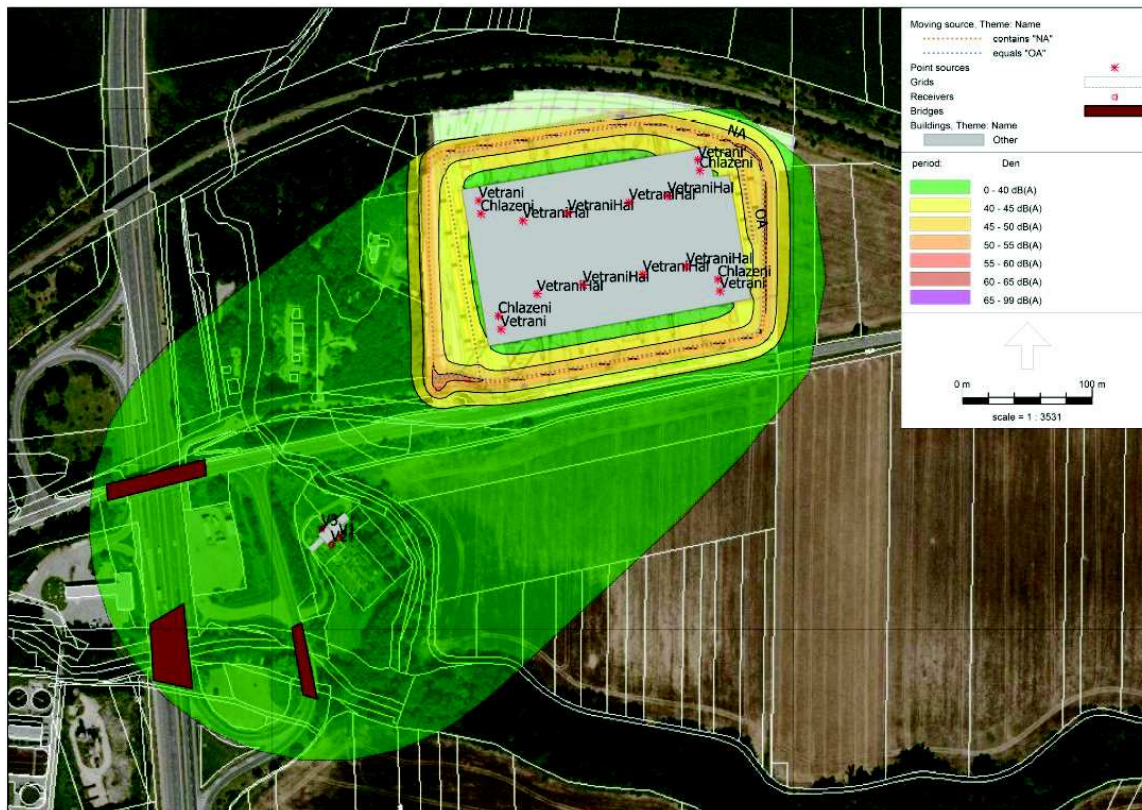 Moving source, Theme: Name
contains "NA"
equals "OA"
Point sources
Grids
Receivers
Bridges
Buildings, Theme: Name
Other
period: Den
0 - 40 dB(A)
40 - 45 dB(A)
45 - 50 dB(A)
50 - 55 dB(A)
55 - 60 dB(A)
60 - 65 dB(A)
65 - 99 dB(A)
0 m 100 m
scale = 1 : 3531
NA
Vetrani
Chlazeni
Vetrani
Chlazeni
VetraniHal
VetraniHal
VetraniHal
VetraniHal
OA
VetraniHal
VetraniHal
VetraniHal
VetraniHal
Chlazeni
Vetrani
Chlazeni
Vetrani